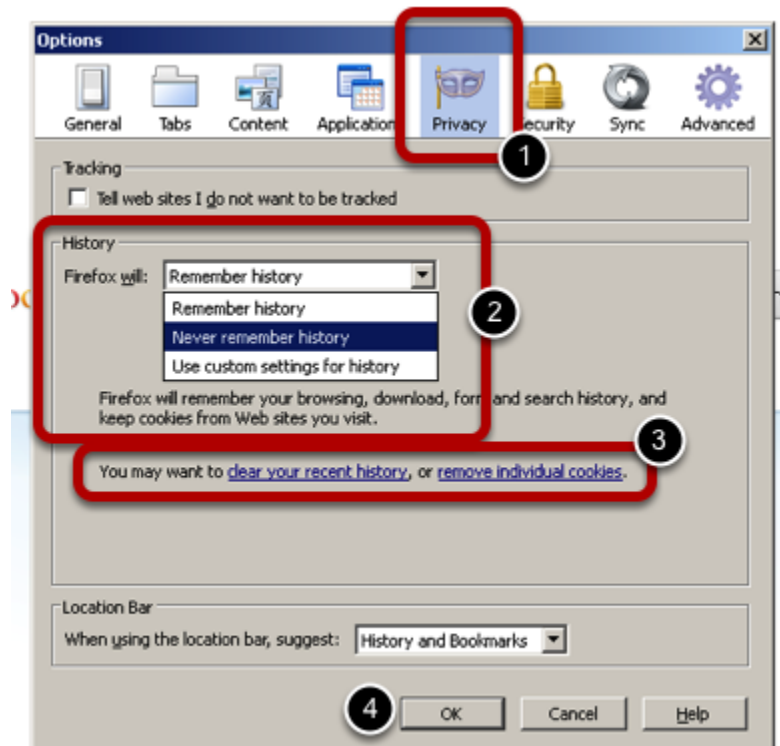 Options
General Tabs Content Application Privacy ecurity Sync Advanced
1
Tracking
Tell web sites I do not want to be tracked
History
Firefox will: Remember history
Remember history
2
Never remember history
Use custom settings for history
Firefox will remember your browsing, download, form and search history, and
keep cookies from Web sites you visit.
3
You may want to clear your recent history, or remove individual cookies.
Location Bar
When using the location bar, suggest: History and Bookmarks
4 OK Cancel Help